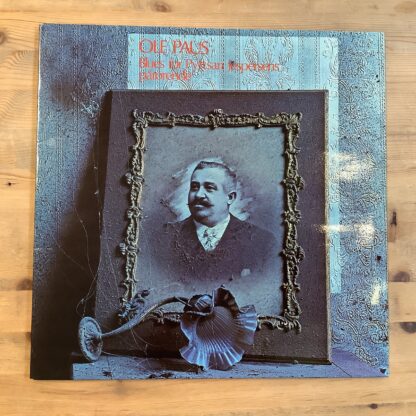 OLE PAUS
Blues for Pyttsan Jespersens
pårørende